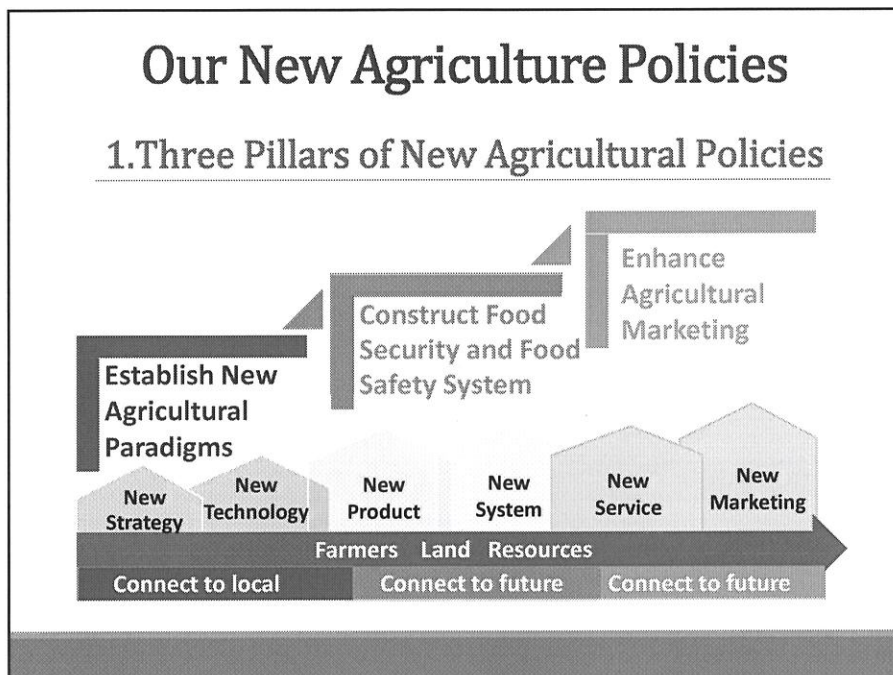 Our New Agriculture Policies
1.Three Pillars of New Agricultural Policies
Establish New
Agricultural
Paradigms
Construct Food
Security and Food
Safety System
Enhance
Agricultural
Marketing
New
Strategy
New
Technology
New
Product
New
System
New
Service
New
Marketing
Farmers Land Resources
Connect to local
Connect to future
Connect to future